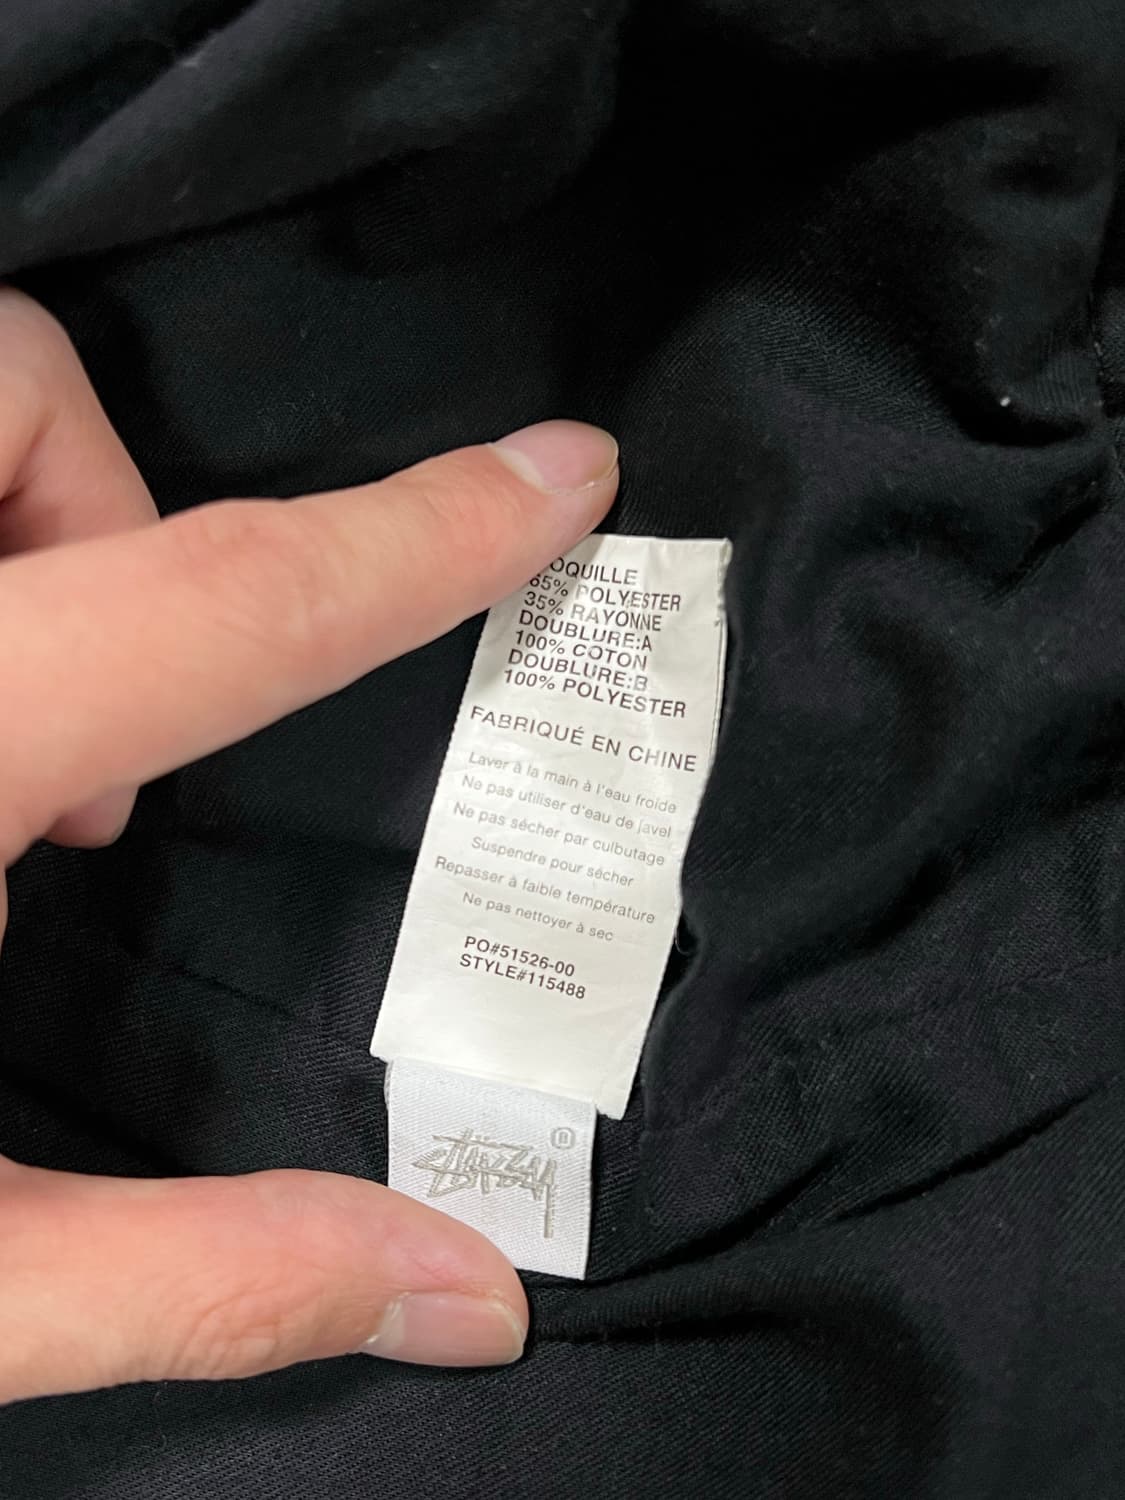 OQUILLE
65% POLYESTER
35% RAYONNE
DOUBLURE:A
100% COTON
DOUBLURE:B
100% POLYESTER
FABRIQUÉ EN CHINE
Laver à la main à l'eau froide
Ne pas utiliser d'eau de javel
Ne pas sécher par culbutage
Suspendre pour sécher
Repasser à faible température
Ne pas nettoyer à sec
PO#51526-00
STYLE#115488
Stüssy ®